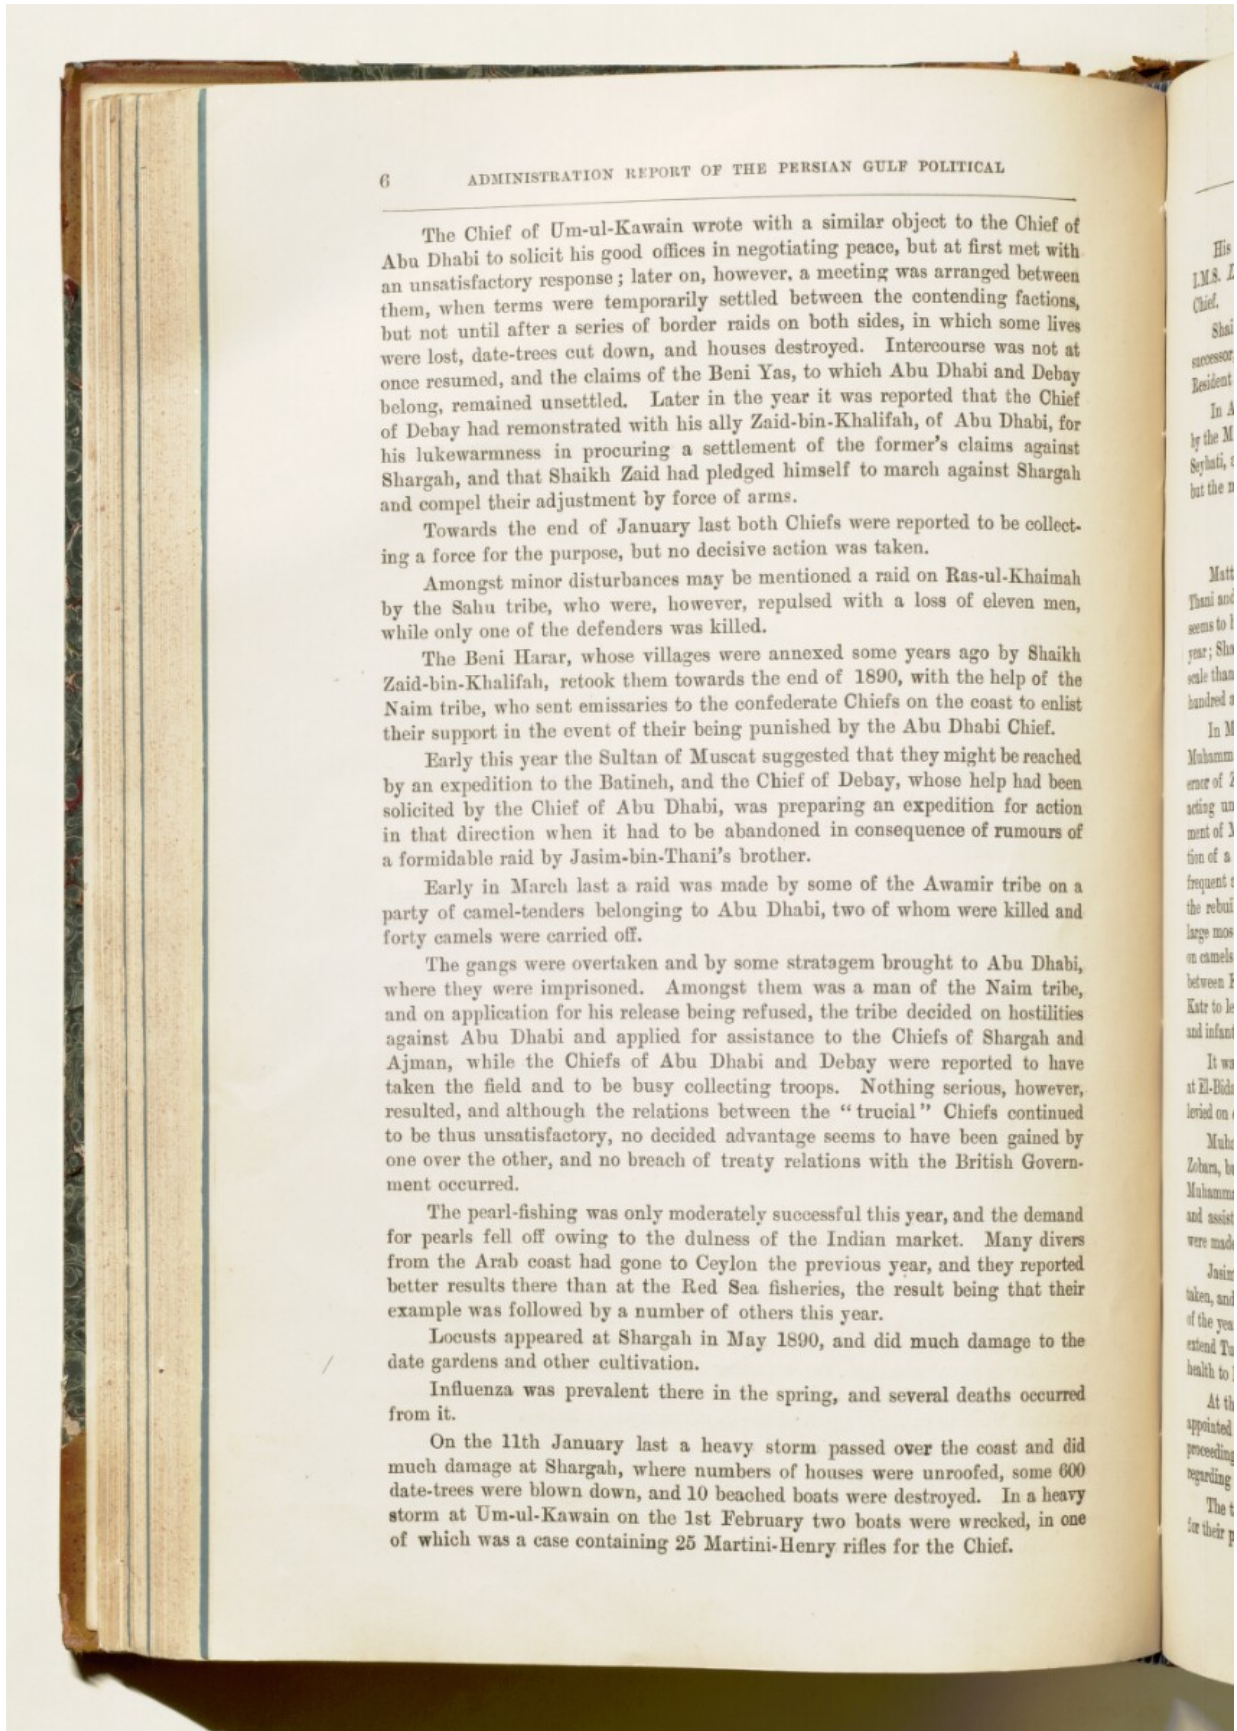 6 ADMINISTRATION REPORT OF THE PERSIAN GULF POLITICAL
The Chief of Um-ul-Kawain wrote with a similar object to the Chief of
Abu Dhabi to solicit his good offices in negotiating peace, but at first met with
an unsatisfactory response; later on, however, a meeting was arranged between
them, when terms were temporarily settled between the contending factions,
but not until after a series of border raids on both sides, in which some lives
were lost, date-trees cut down, and houses destroyed. Intercourse was not at
once resumed, and the claims of the Beni Yas, to which Abu Dhabi and Debay
belong, remained unsettled. Later in the year it was reported that the Chief
of Debay had remonstrated with his ally Zaid-bin-Khalifah, of Abu Dhabi, for
his lukewarmness in procuring a settlement of the former's claims against
Shargah, and that Shaikh Zaid had pledged himself to march against Shargah
and compel their adjustment by force of arms.
Towards the end of January last both Chiefs were reported to be collect-
ing a force for the purpose, but no decisive action was taken.
Amongst minor disturbances may be mentioned a raid on Ras-ul-Khaimah
by the Sahu tribe, who were, however, repulsed with a loss of eleven men,
while only one of the defenders was killed.
The Beni Harar, whose villages were annexed some years ago by Shaikh
Zaid-bin-Khalifah, retook them towards the end of 1890, with the help of the
Naim tribe, who sent emissaries to the confederate Chiefs on the coast to enlist
their support in the event of their being punished by the Abu Dhabi Chief.
Early this year the Sultan of Muscat suggested that they might be reached
by an expedition to the Batineh, and the Chief of Debay, whose help had been
solicited by the Chief of Abu Dhabi, was preparing an expedition for action
in that direction when it had to be abandoned in consequence of rumours of
a formidable raid by Jasim-bin-Thani's brother.
Early in March last a raid was made by some of the Awamir tribe on a
party of camel-tenders belonging to Abu Dhabi, two of whom were killed and
forty camels were carried off.
The gangs were overtaken and by some stratagem brought to Abu Dhabi,
where they were imprisoned. Amongst them was a man of the Naim tribe,
and on application for his release being refused, the tribe decided on hostilities
against Abu Dhabi and applied for assistance to the Chiefs of Shargah and
Ajman, while the Chiefs of Abu Dhabi and Debay were reported to have
taken the field and to be busy collecting troops. Nothing serious, however,
resulted, and although the relations between the "trucial" Chiefs continued
to be thus unsatisfactory, no decided advantage seems to have been gained by
one over the other, and no breach of treaty relations with the British Govern-
ment occurred.
The pearl-fishing was only moderately successful this year, and the demand
for pearls fell off owing to the dulness of the Indian market. Many divers
from the Arab coast had gone to Ceylon the previous year, and they reported
better results there than at the Red Sea fisheries, the result being that their
example was followed by a number of others this year.
Locusts appeared at Shargah in May 1890, and did much damage to the
date gardens and other cultivation.
Influenza was prevalent there in the spring, and several deaths occurred
from it.
On the 11th January last a heavy storm passed over the coast and did
much damage at Shargah, where numbers of houses were unroofed, some 600
date-trees were blown down, and 10 beached boats were destroyed. In a heavy
storm at Um-ul-Kawain on the 1st February two boats were wrecked, in one
of which was a case containing 25 Martini-Henry rifles for the Chief.